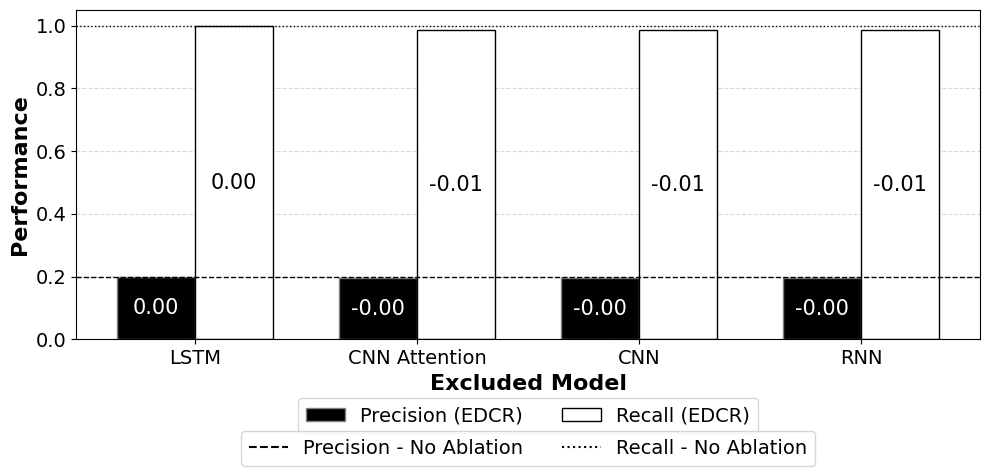 1.0
0.8
0.6
0.4
0.2
0.0
Performance
0.00 -0.01 -0.01 -0.01
0.00 -0.00 -0.00 -0.00
LSTM CNN Attention CNN RNN
Excluded Model
Precision (EDCR) Recall (EDCR)
Precision - No Ablation Recall - No Ablation